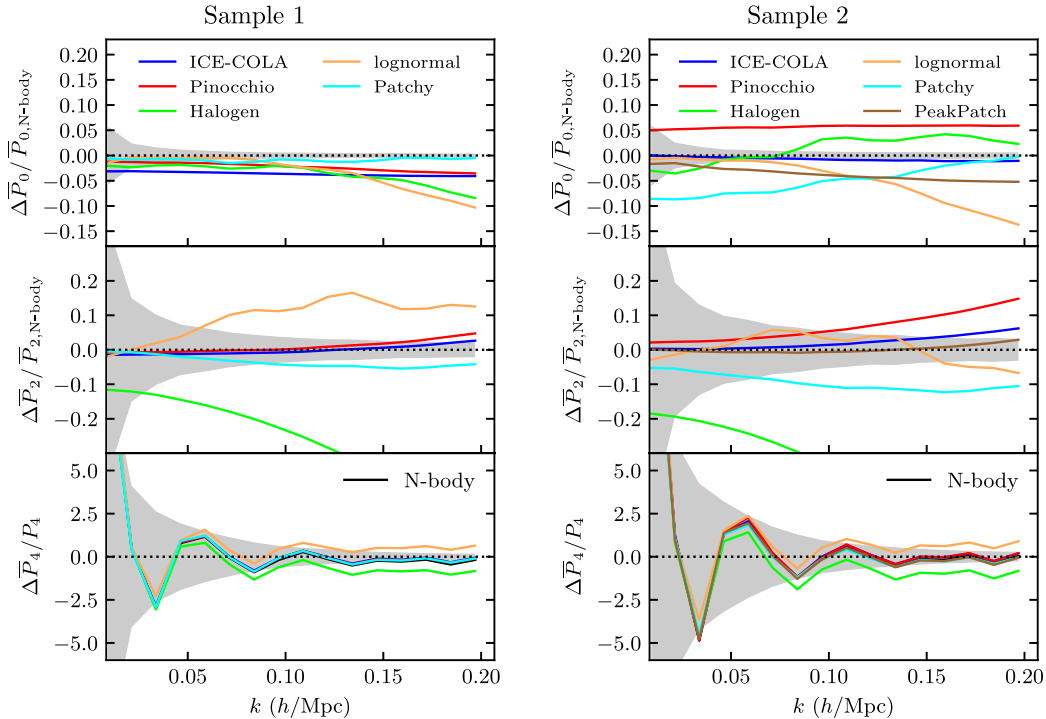 Sample 1
Sample 2
ICE-COLA
Pinocchio
Halogen
lognormal
Patchy
ICE-COLA
Pinocchio
Halogen
lognormal
Patchy
PeakPatch
ΔP̅₀/P̅₀,N-body
0.20
0.15
0.10
0.05
0.00
−0.05
−0.10
−0.15
ΔP̅₀/P̅₀,N-body
0.20
0.15
0.10
0.05
0.00
−0.05
−0.10
−0.15
ΔP̅₂/P̅₂,N-body
0.2
0.1
0.0
−0.1
−0.2
ΔP̅₂/P̅₂,N-body
0.2
0.1
0.0
−0.1
−0.2
N-body
N-body
ΔP̅₄/P₄
5.0
2.5
0.0
−2.5
−5.0
ΔP̅₄/P₄
5.0
2.5
0.0
−2.5
−5.0
0.05 0.10 0.15 0.20
k (h/Mpc)
0.05 0.10 0.15 0.20
k (h/Mpc)